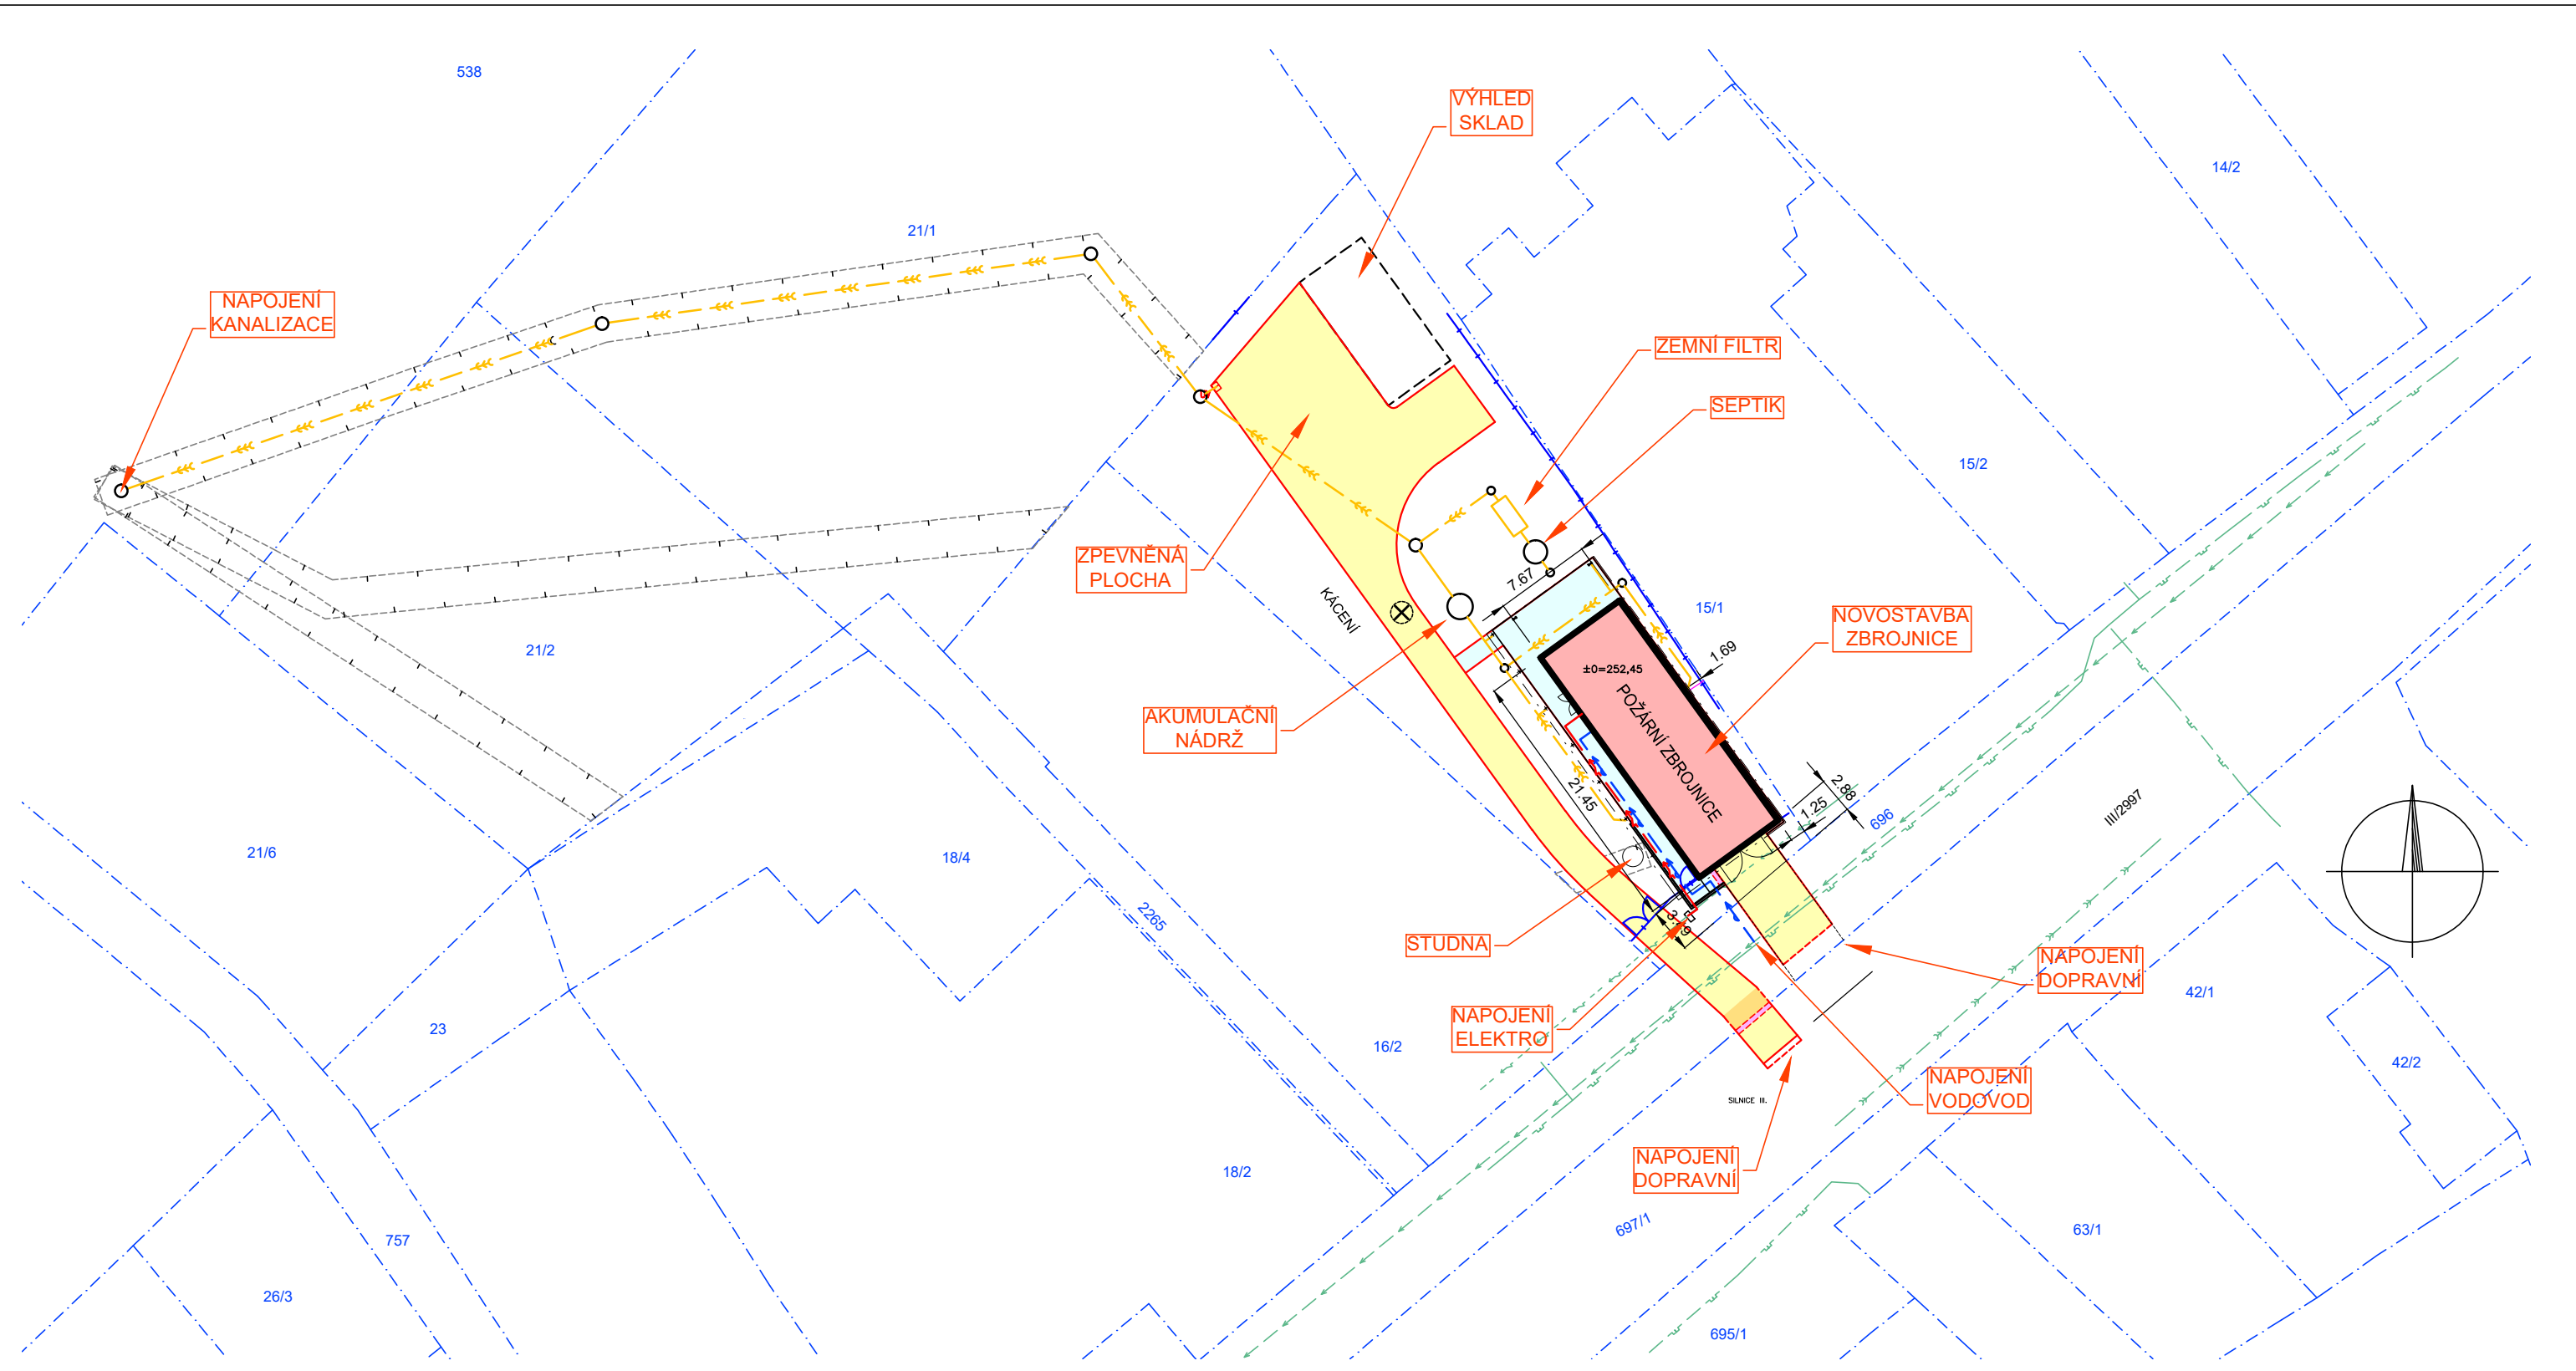 538
VÝHLED
SKLAD
14/2
21/1
NAPOJENÍ
KANALIZACE
ZEMNÍ FILTR
SEPTIK
15/2
ZPEVNĚNÁ
PLOCHA
7.67
KÁCENÍ
15/1
NOVOSTAVBA
ZBROJNICE
21/2
1.69
±0=252,45
POŽÁRNÍ ZBROJNICE
AKUMULAČNÍ
NÁDRŽ
21.45
2.88
1.25
696
III/2997
21/6
18/4
2265
STUDNA
NAPOJENÍ
DOPRAVNÍ
42/1
23
NAPOJENÍ
ELEKTRO
16/2
42/2
NAPOJENÍ
VODOVOD
SILNICE III.
NAPOJENÍ
DOPRAVNÍ
18/2
697/1
63/1
757
26/3
695/1